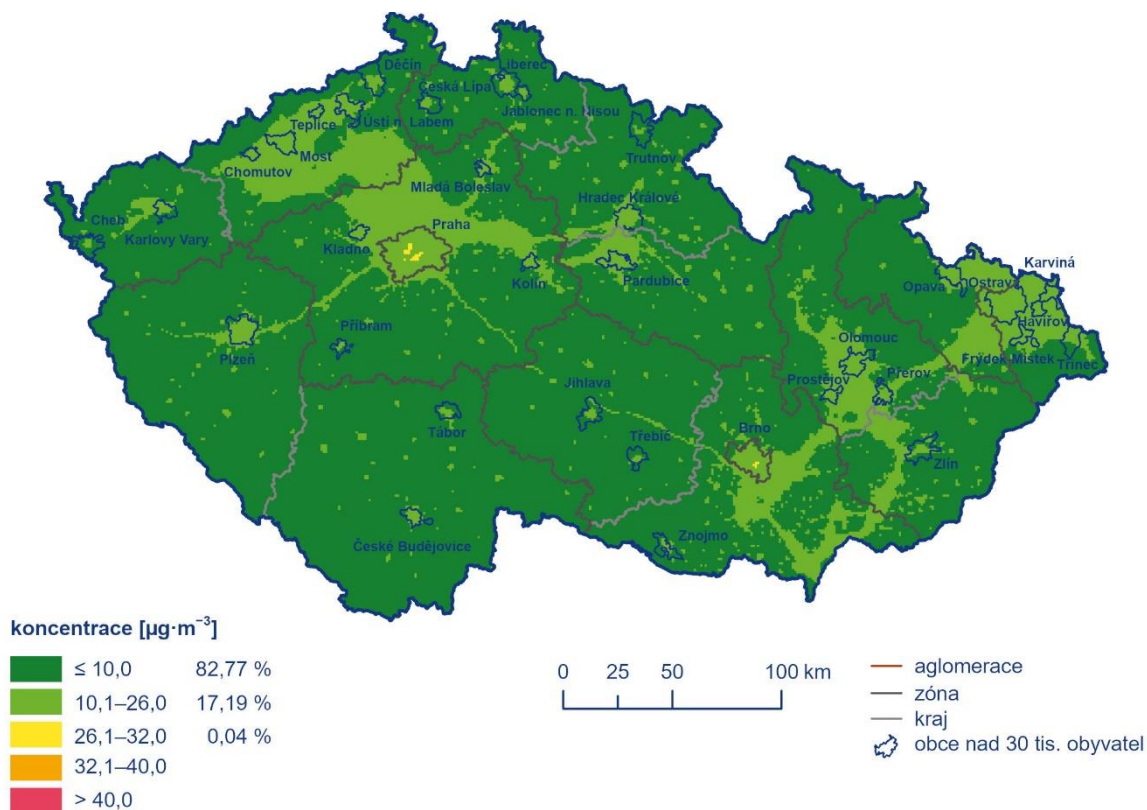 Děčín
Liberec
Česká Lípa
Jablonec n. Nisou
Ústí n. Labem
Teplice
Most
Chomutov
Trutnov
Mladá Boleslav
Hradec Králové
Cheb
Karlovy Vary
Praha
Kladno
Kolín
Pardubice
Karviná
Opava
Ostrava
Havířov
Plzeň
Příbram
Olomouc
Frýdek Místek
Třinec
Přerov
Prostějov
Jihlava
Tábor
Třebíč
Brno
Zlín
České Budějovice
Znojmo
koncentrace [µg·m⁻³]
≤ 10,0 82,77 %
10,1–26,0 17,19 %
26,1–32,0 0,04 %
32,1–40,0
> 40,0
0 25 50 100 km
aglomerace
zóna
kraj
obce nad 30 tis. obyvatel